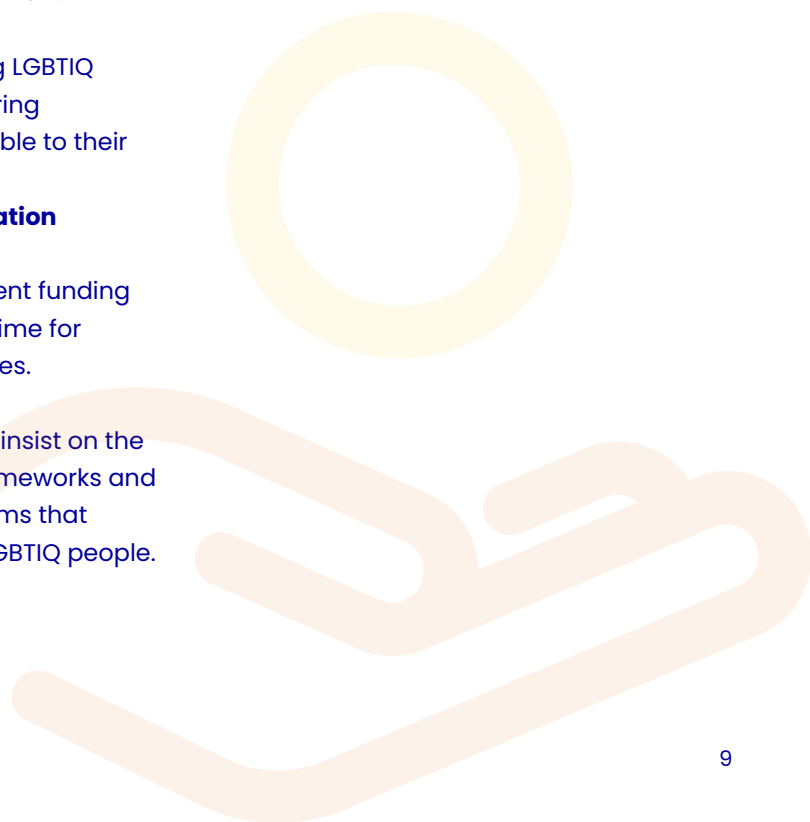 g LGBTIQ
ring
ble to their
ation
ent funding
ime for
es.
insist on the
meworks and
ms that
GBTIQ people.
9